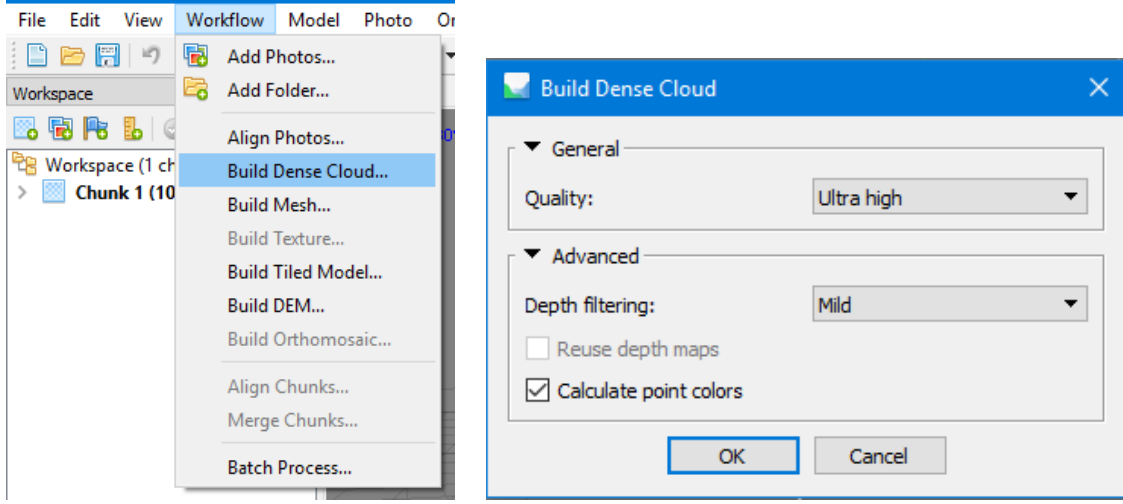 File Edit View Workflow Model Photo
Workspace
Add Photos...
Add Folder...
Workspace (1 ch
Chunk 1 (10
Align Photos...
Build Dense Cloud...
Build Mesh...
Build Texture...
Build Tiled Model...
Build DEM...
Build Orthomosaic...
Align Chunks...
Merge Chunks...
Batch Process...
Build Dense Cloud
General
Quality: Ultra high
Advanced
Depth filtering: Mild
Reuse depth maps
Calculate point colors
OK Cancel